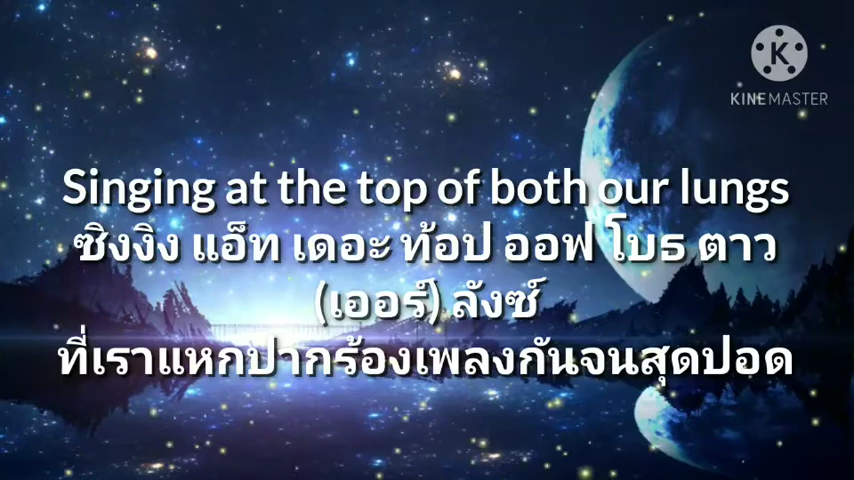 KINEMASTER
Singing at the top of both our lungs
ซิงงิง แอ็ท เดอะ ท้อป ออฟ โบธ ตาว
(เออร์) ลังซ์
ที่เราแหกปากร้องเพลงกันจนสุดปอด